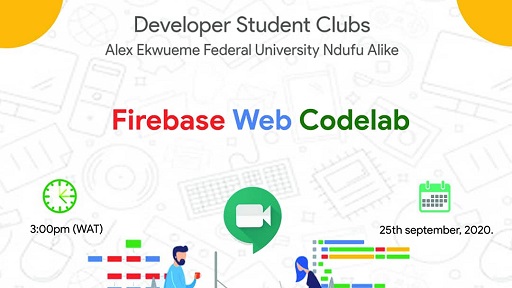 Developer Student Clubs
Alex Ekwueme Federal University Ndufu Alike
Firebase Web Codelab
3:00pm (WAT)
25th september, 2020.